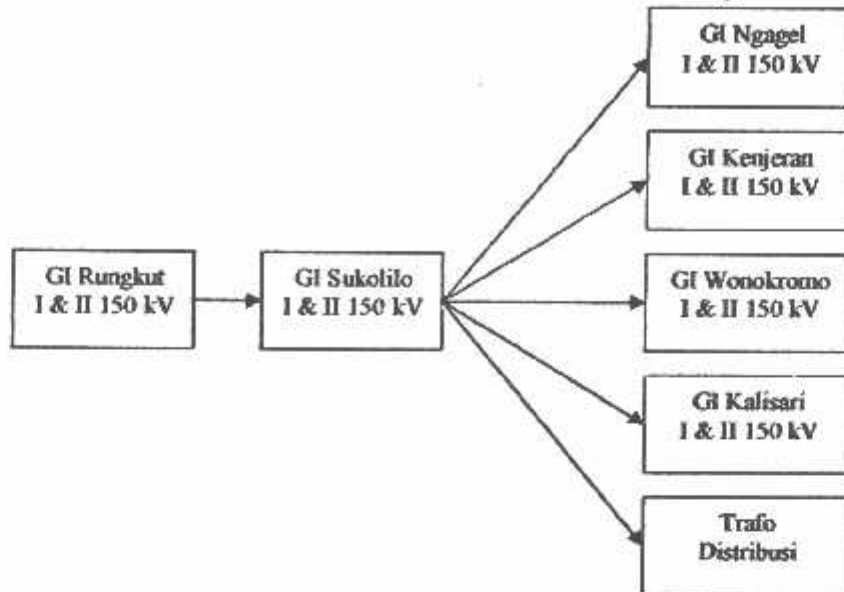 GI Ngagel
I & II 150 kV
GI Kenjeran
I & II 150 kV
GI Rungkut
I & II 150 kV
GI Sukolilo
I & II 150 kV
GI Wonokromo
I & II 150 kV
GI Kalisari
I & II 150 kV
Trafo
Distribusi